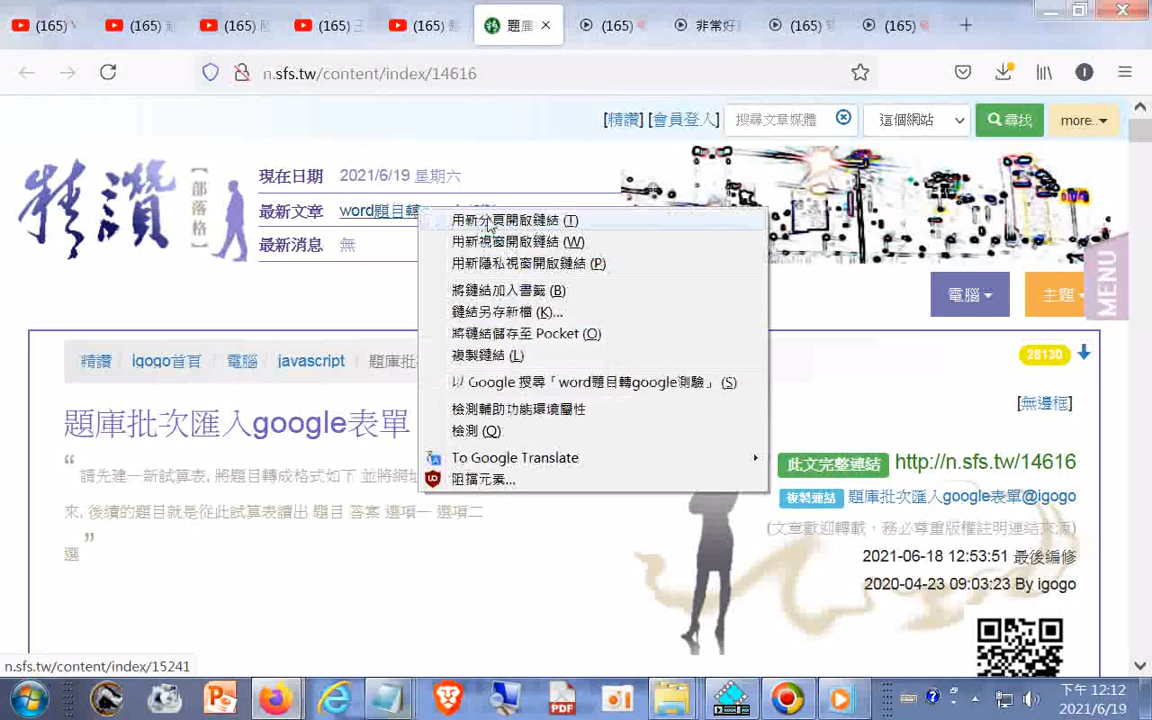 (165)
(165)
(165)
(165)
(165)
題庫
(165)
非常好
(165)
(165)
n.sfs.tw/content/index/14616
[精讚] [會員登入] 搜尋文章媒體 這個網站 尋找 more..
精讚
【部落格】
現在日期 2021/6/19 星期六
最新文章 word題目轉
最新消息 無
用新分頁開啟鏈結 (T)
用新視窗開啟鏈結 (W)
用新隱私視窗開啟鏈結 (P)
將鏈結加入書籤 (B)
鏈結另存新檔 (K)...
將鏈結儲存至 Pocket (O)
複製鏈結 (L)
以 Google 搜尋「word題目轉google測驗」 (S)
檢測輔助功能環境屬性
檢測 (Q)
To Google Translate
阻擋元素...
電腦
主題
MENU
精讚 / igogo首頁 / 電腦 / javascript / 題庫批
28130
題庫批次匯入google表單
[無邊框]
“ 請先建一新試算表, 將題目轉成格式如下 並將網
來, 後續的題目就是從此試算表讀出 題目 答案 選項一 選項二
選 ”
此文完整連結 http://n.sfs.tw/14616
複製連結 題庫批次匯入google表單@igogo
(文章歡迎轉載，務必尊重版權註明連結來源)
2021-06-18 12:53:51 最後編修
2020-04-23 09:03:23 By igogo
n.sfs.tw/content/index/15241
下午 12:12
2021/6/19